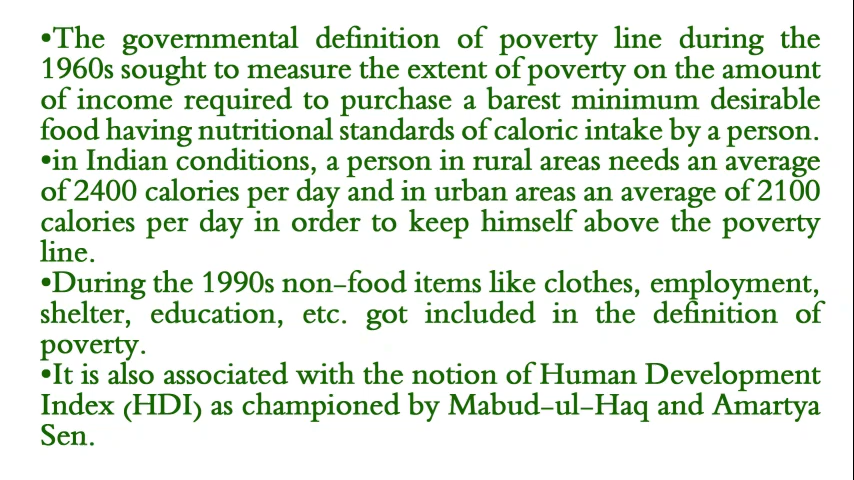 •The governmental definition of poverty line during the
1960s sought to measure the extent of poverty on the amount
of income required to purchase a barest minimum desirable
food having nutritional standards of caloric intake by a person.
•in Indian conditions, a person in rural areas needs an average
of 2400 calories per day and in urban areas an average of 2100
calories per day in order to keep himself above the poverty
line.
•During the 1990s non-food items like clothes, employment,
shelter, education, etc. got included in the definition of
poverty.
•It is also associated with the notion of Human Development
Index (HDI) as championed by Mabud-ul-Haq and Amartya
Sen.